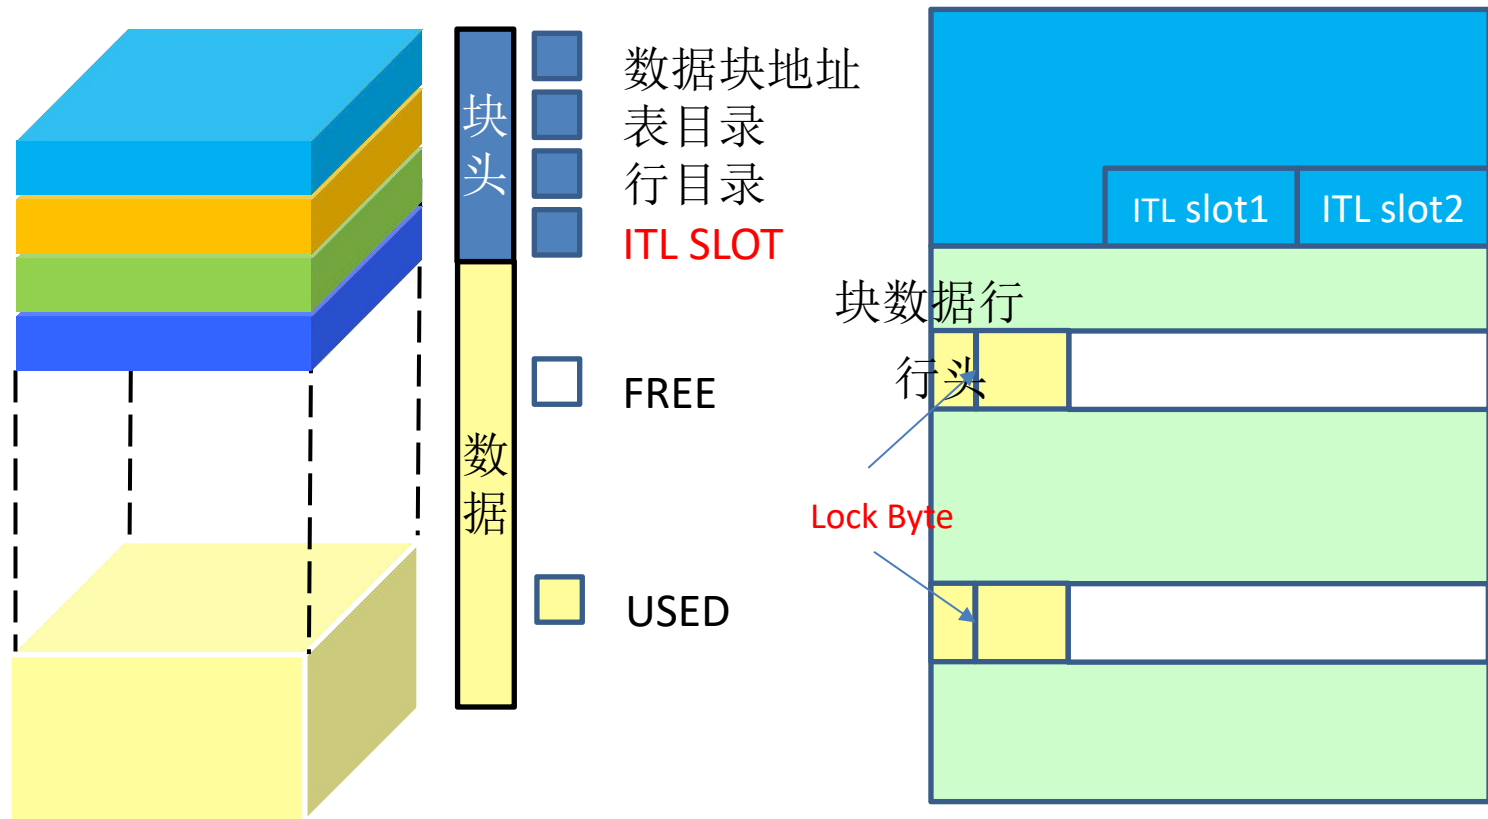 块头
数据块地址
表目录
行目录
ITL SLOT
数据
FREE
USED
ITL slot1
ITL slot2
块数据行
行头
Lock Byte